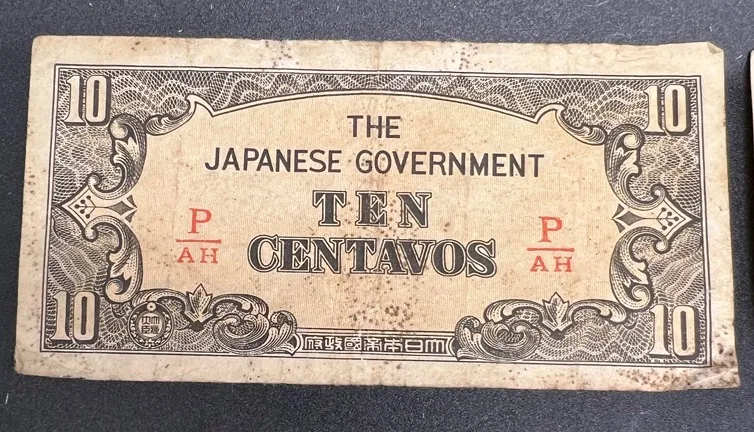 10 10
THE
JAPANESE GOVERNMENT
TEN
P P
AH AH
CENTAVOS
10 10
府政國帝本日大